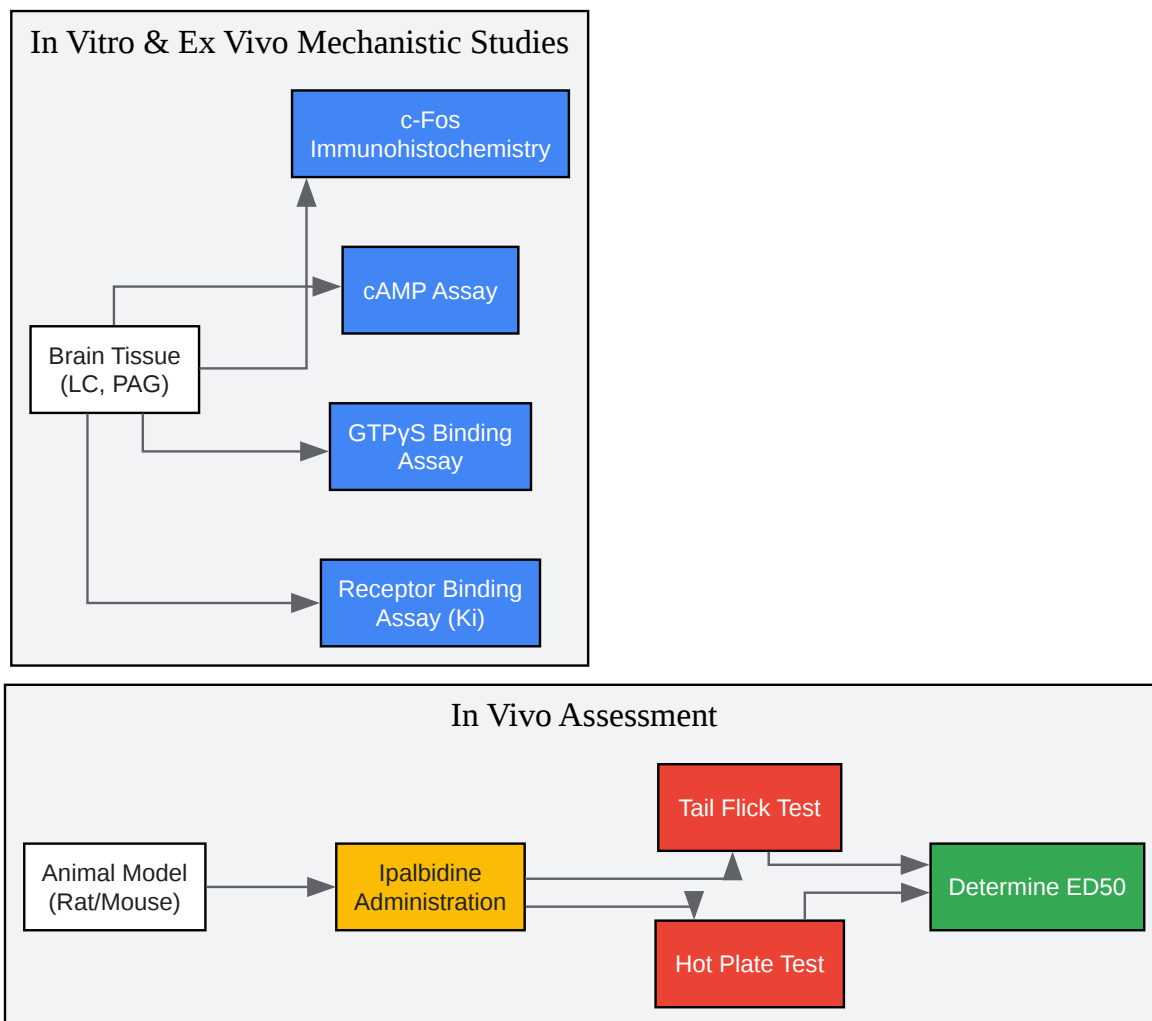 In Vitro & Ex Vivo Mechanistic Studies
c-Fos
Immunohistochemistry
cAMP Assay
Brain Tissue
(LC, PAG)
GTPγS Binding
Assay
Receptor Binding
Assay (Ki)
In Vivo Assessment
Tail Flick Test
Animal Model
(Rat/Mouse)
Ipalbidine
Administration
Determine ED50
Hot Plate Test